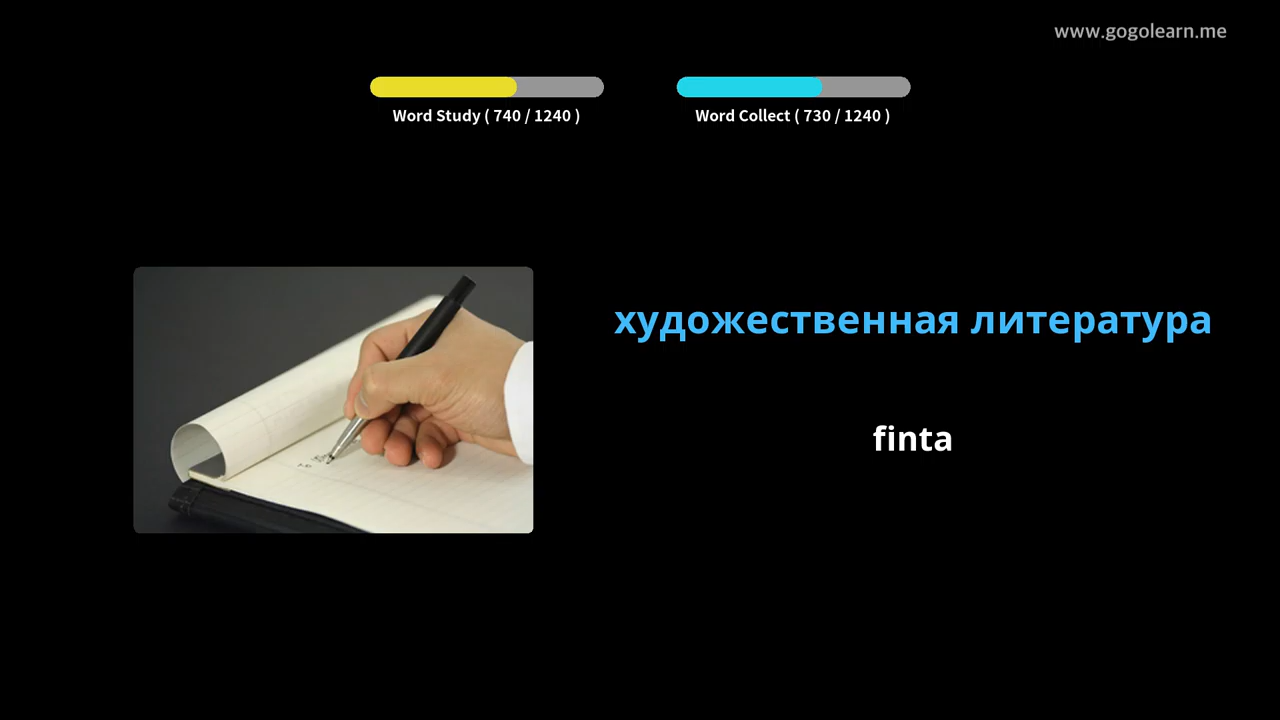 www.gogolearn.me
Word Study ( 740 / 1240 )
Word Collect ( 730 / 1240 )
художественная литература
finta